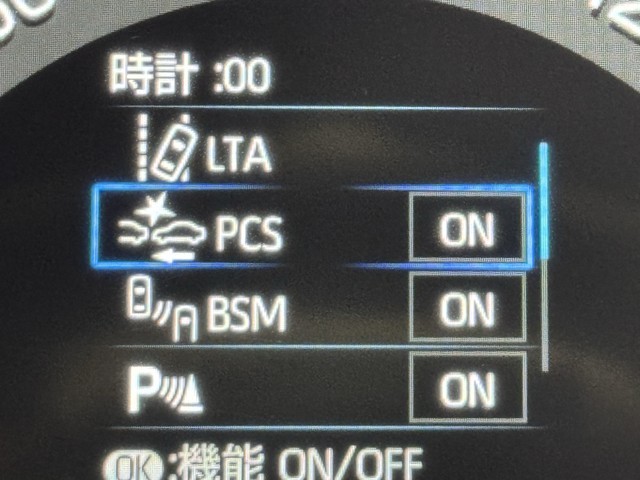 時計 :00
LTA
PCS ON
BSM ON
P ON
OK:機能 ON/OFF